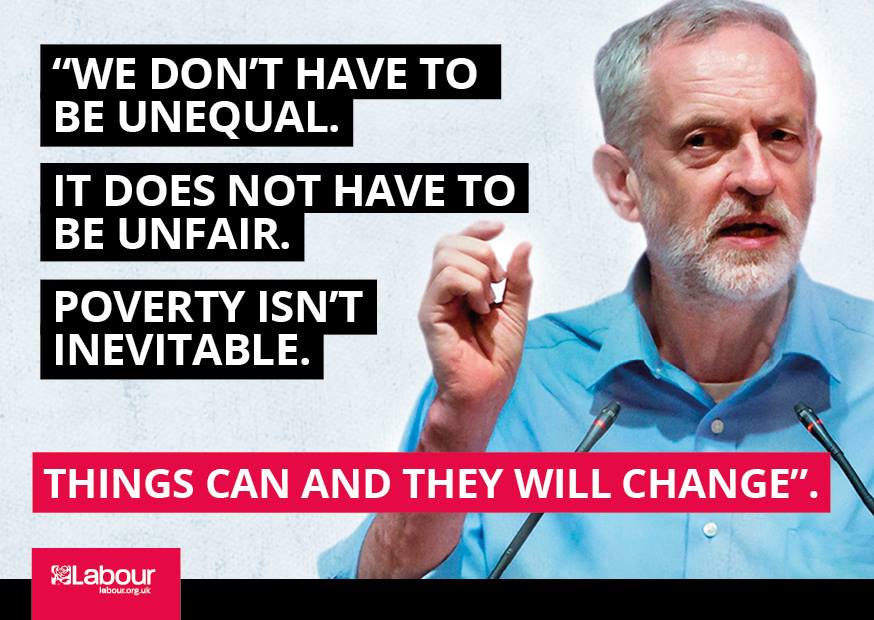 “WE DON’T HAVE TO
BE UNEQUAL.
IT DOES NOT HAVE TO
BE UNFAIR.
POVERTY ISN’T
INEVITABLE.
THINGS CAN AND THEY WILL CHANGE”.
Labour
labour.org.uk